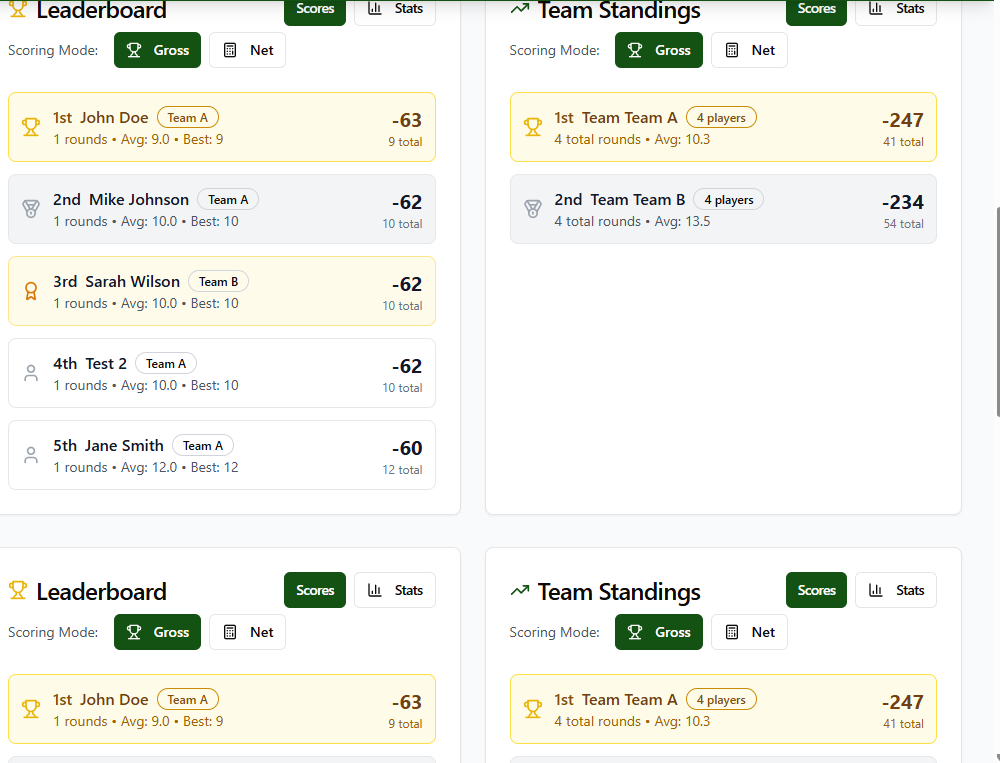 Leaderboard
Scores
Stats
Scoring Mode:
Gross
Net
1st John Doe Team A
-63
1 rounds • Avg: 9.0 • Best: 9
9 total
2nd Mike Johnson Team A
-62
1 rounds • Avg: 10.0 • Best: 10
10 total
3rd Sarah Wilson Team B
-62
1 rounds • Avg: 10.0 • Best: 10
10 total
4th Test 2 Team A
-62
1 rounds • Avg: 10.0 • Best: 10
10 total
5th Jane Smith Team A
-60
1 rounds • Avg: 12.0 • Best: 12
12 total
Team Standings
Scores
Stats
Scoring Mode:
Gross
Net
1st Team Team A 4 players
-247
4 total rounds • Avg: 10.3
41 total
2nd Team Team B 4 players
-234
4 total rounds • Avg: 13.5
54 total
Leaderboard
Scores
Stats
Scoring Mode:
Gross
Net
1st John Doe Team A
-63
1 rounds • Avg: 9.0 • Best: 9
9 total
Team Standings
Scores
Stats
Scoring Mode:
Gross
Net
1st Team Team A 4 players
-247
4 total rounds • Avg: 10.3
41 total